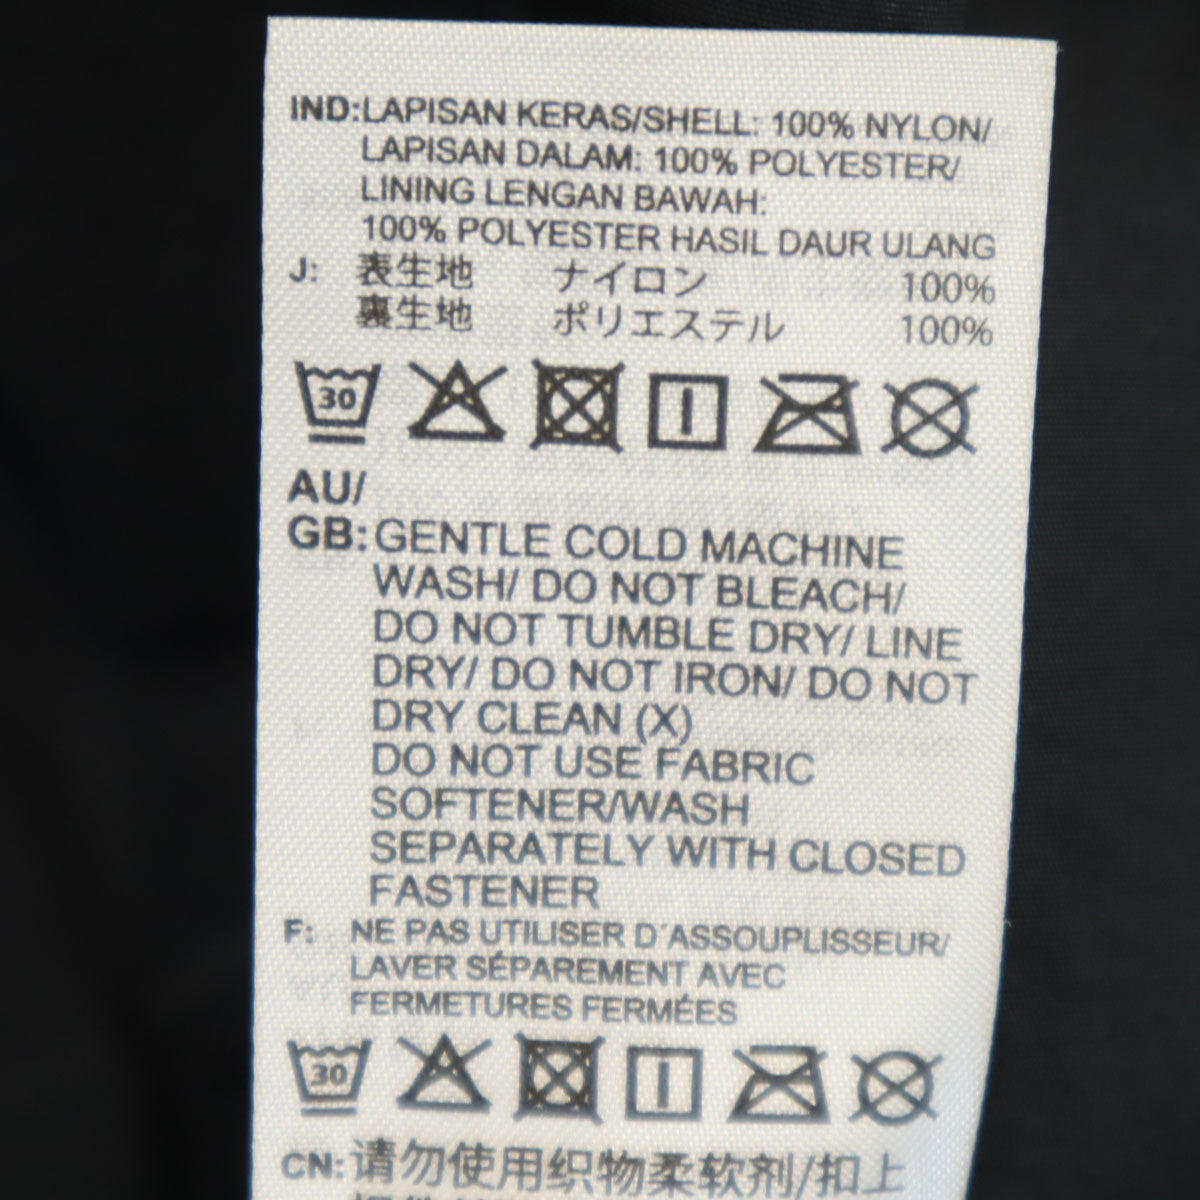 IND:LAPISAN KERAS/SHELL: 100% NYLON/
LAPISAN DALAM: 100% POLYESTER/
LINING LENGAN BAWAH:
100% POLYESTER HASIL DAUR ULANG
J: 表生地 ナイロン 100%
裏生地 ポリエステル 100%
30
AU/
GB:GENTLE COLD MACHINE
WASH/ DO NOT BLEACH/
DO NOT TUMBLE DRY/ LINE
DRY/ DO NOT IRON/ DO NOT
DRY CLEAN (X)
DO NOT USE FABRIC
SOFTENER/WASH
SEPARATELY WITH CLOSED
FASTENER
F: NE PAS UTILISER D´ASSOUPLISSEUR/
LAVER SÉPAREMENT AVEC
FERMETURES FERMÉES
30
CN:请勿使用织物柔软剂/扣上